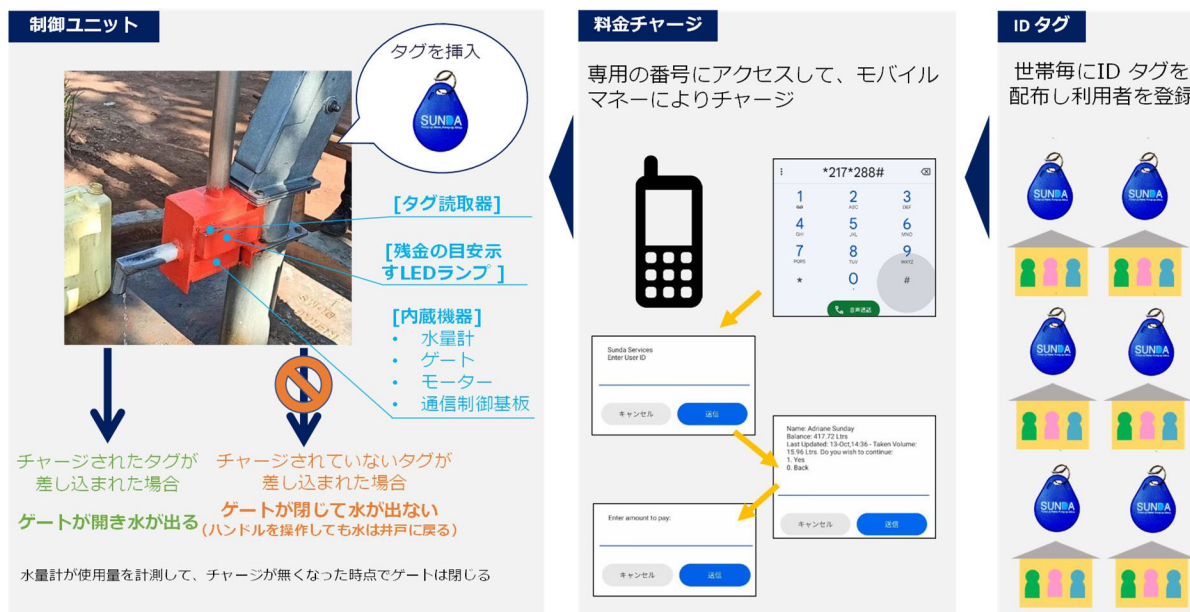 制御ユニット
タグを挿入
SUNDA
[タグ読取器]
[残金の目安示
すLEDランプ ]
[内蔵機器]
• 水量計
• ゲート
• モーター
• 通信制御基板
チャージされたタグが
差し込まれた場合
ゲートが開き水が出る
チャージされていないタグが
差し込まれた場合
ゲートが閉じて水が出ない
(ハンドルを操作しても水は井戸に戻る)
水量計が使用量を計測して、チャージが無くなった時点でゲートは閉じる
料金チャージ
専用の番号にアクセスして、モバイル
マネーによりチャージ
*217*288#
1 2 3
ABC DEF
4 5 6
GHI JKL MNO
7 8 9
PQRS TUV WXYZ
* 0 #
音声通話
Sunda Services
Enter User ID
キャンセル 送信
Name: Adriane Sunday
Balance: 417.72 Ltrs
Last Updated: 13-Oct,14:36 - Taken Volume:
15.96 Ltrs. Do you wish to continue:
1. Yes
0. Back
キャンセル 送信
Enter amount to pay:
キャンセル 送信
ID タグ
世帯毎にID タグを
配布し利用者を登録
SUNDA SUNDA
SUNDA SUNDA
SUNDA SUNDA